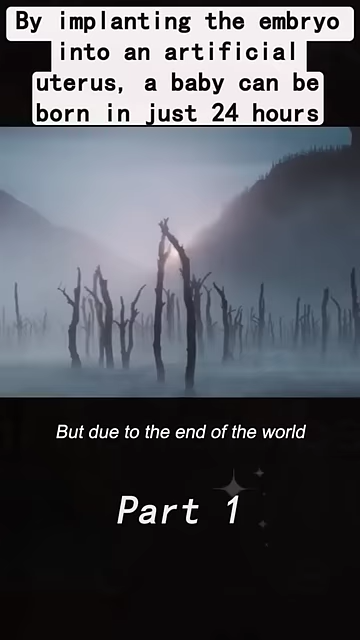 By implanting the embryo
into an artificial
uterus, a baby can be
born in just 24 hours
But due to the end of the world
Part 1